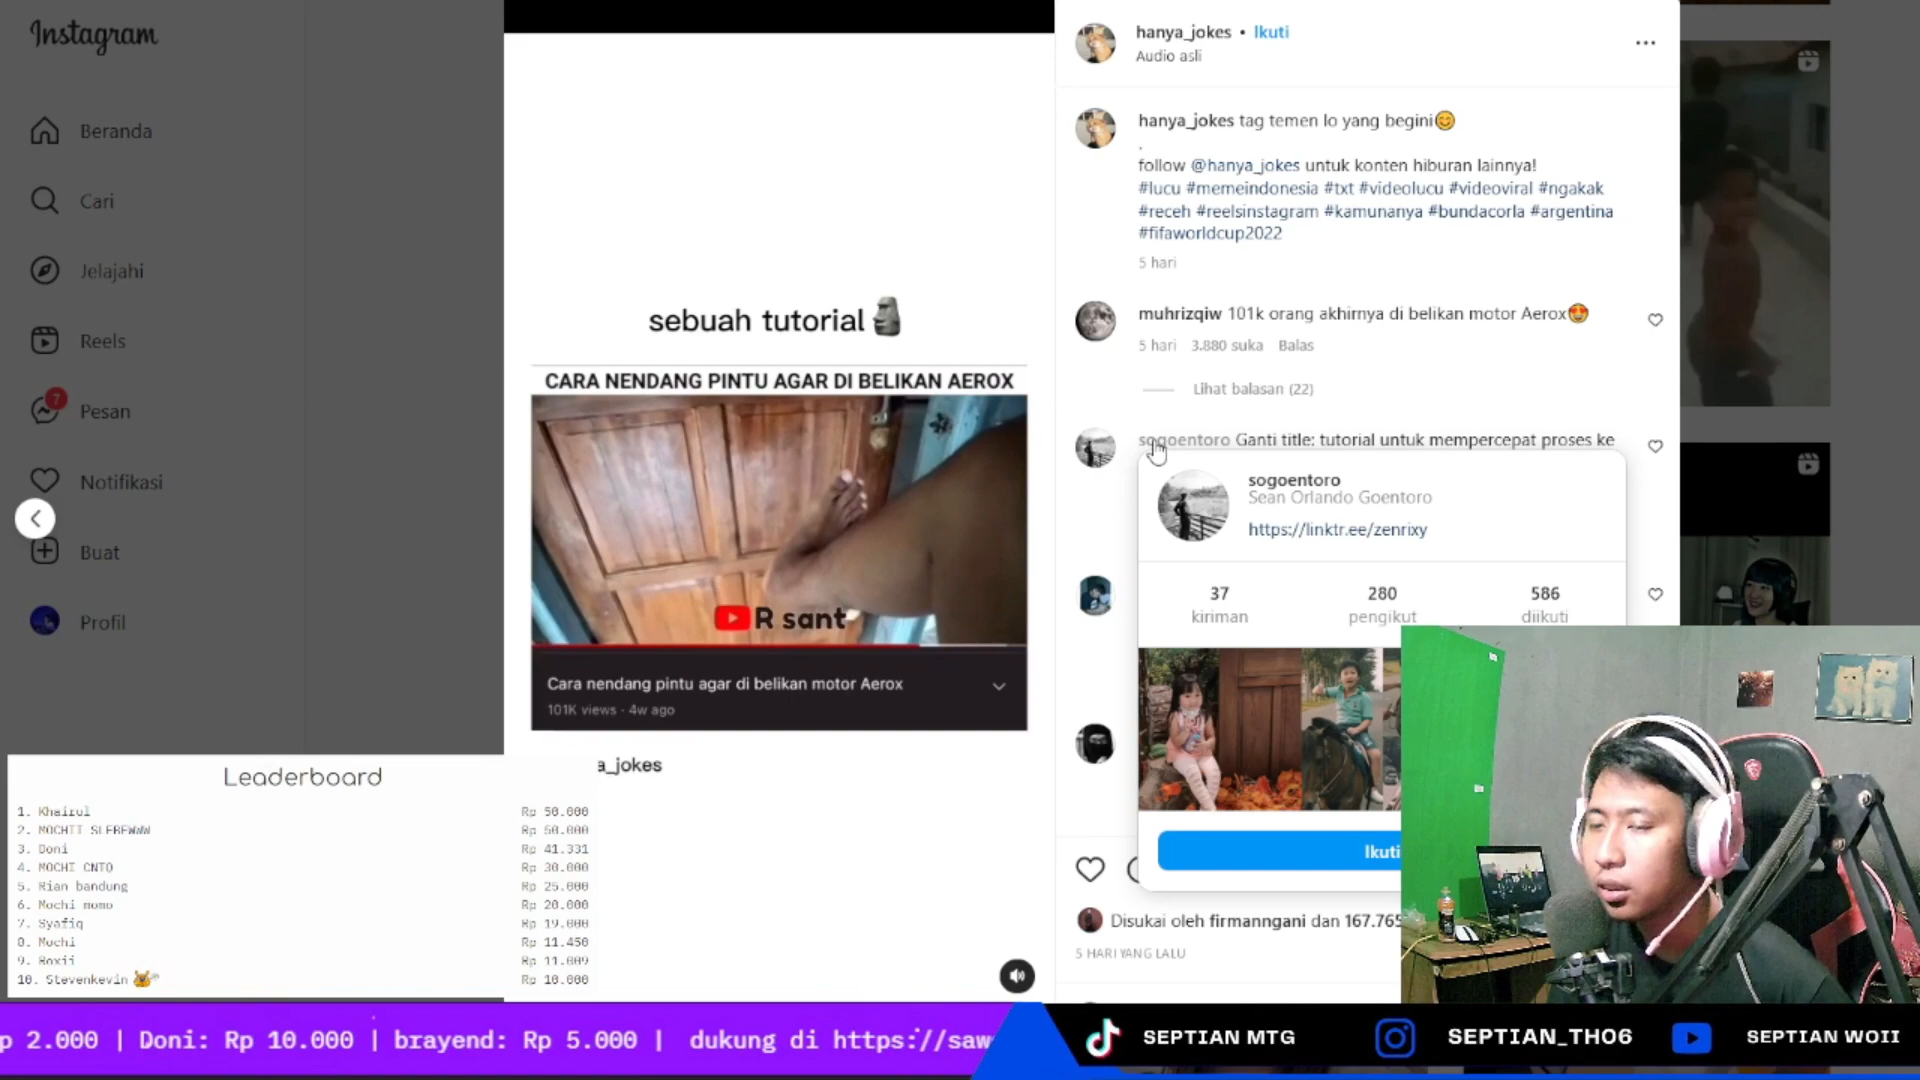 Instagram
Beranda
Cari
Jelajahi
Reels
7
Pesan
Notifikasi
Buat
Profil
sebuah tutorial
CARA NENDANG PINTU AGAR DI BELIKAN AEROX
R sant
Cara nendang pintu agar di belikan motor Aerox
101K views · 4w ago
a_jokes
hanya_jokes • Ikuti
Audio asli
hanya_jokes tag temen lo yang begini😊
.
follow @hanya_jokes untuk konten hiburan lainnya!
#lucu #memeindonesia #txt #videolucu #videoviral #ngakak
#receh #reelsinstagram #kamunanya #bundacorla #argentina
#fifaworldcup2022
5 hari
muhrizqiw 101k orang akhirnya di belikan motor Aerox😍
5 hari 3.880 suka Balas
Lihat balasan (22)
sogoentoro Ganti title: tutorial untuk mempercepat proses ke
sogoentoro
Sean Orlando Goentoro
https://linktr.ee/zenrixy
37 280 586
kiriman pengikut diikuti
Ikuti
Disukai oleh firmanngani dan 167.765
5 HARI YANG LALU
Leaderboard
1. Khairul Rp 50.000
2. MOCHII SLEBEWWW Rp 50.000
3. Doni Rp 41.331
4. MOCHI CNTO Rp 30.000
5. Rian bandung Rp 25.000
6. Mochi momo Rp 20.000
7. Syafiq Rp 19.000
8. Mochi Rp 11.450
9. Roxii Rp 11.009
10. Stevenkevin Rp 10.000
p 2.000 | Doni: Rp 10.000 | brayend: Rp 5.000 | dukung di https://saw
SEPTIAN MTG
SEPTIAN_TH06
SEPTIAN WOII